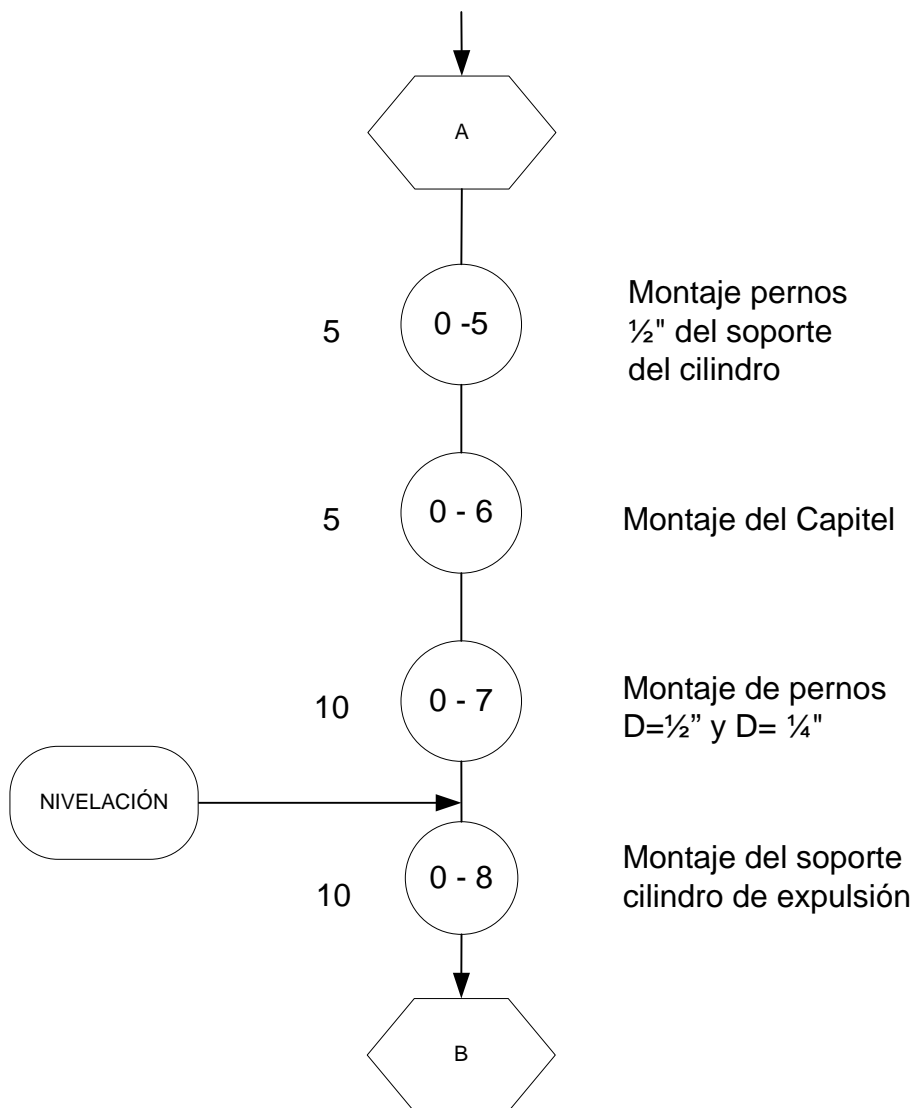 A
5
0 -5
Montaje pernos
½" del soporte
del cilindro
5
0 - 6
Montaje del Capitel
10
0 - 7
Montaje de pernos
D=½” y D= ¼"
NIVELACIÓN
10
0 - 8
Montaje del soporte
cilindro de expulsión
B